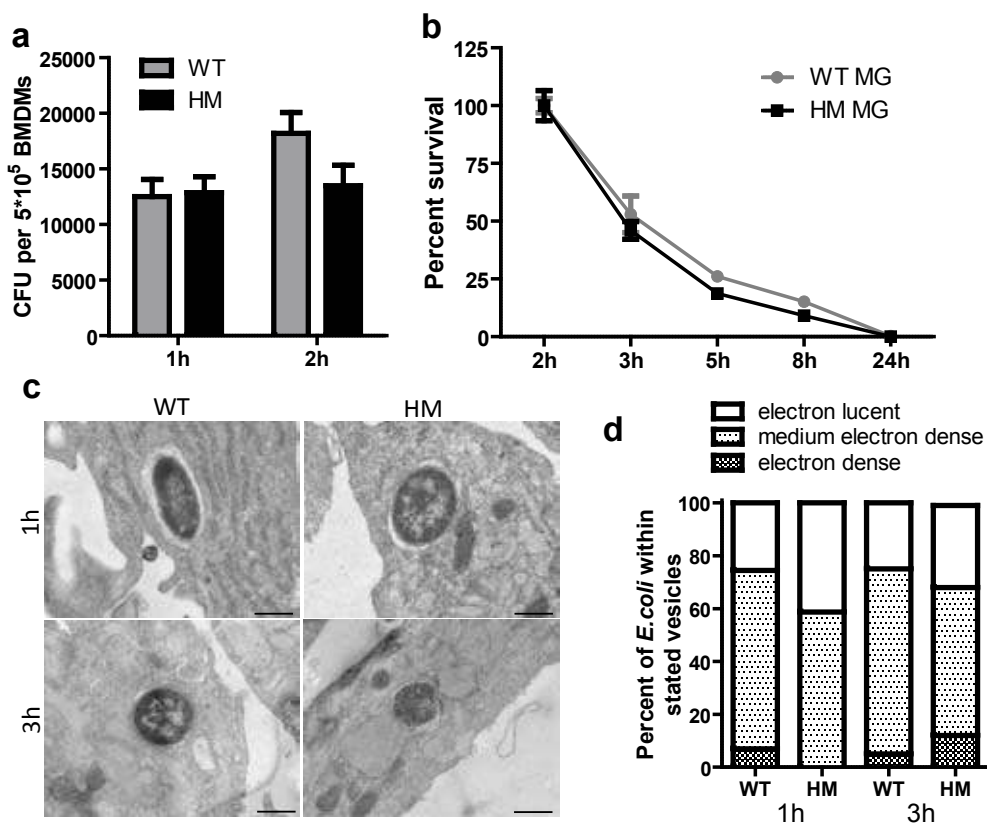 a
25000
20000
15000
10000
5000
0
CFU per 5*10⁵ BMDMs
WT
HM
1h
2h
b
125
100
75
50
25
0
Percent survival
WT MG
HM MG
2h
3h
5h
8h
24h
c
WT
HM
1h
3h
d
electron lucent
medium electron dense
electron dense
100
80
60
40
20
0
Percent of E.coli within
stated vesicles
WT HM WT HM
1h 3h